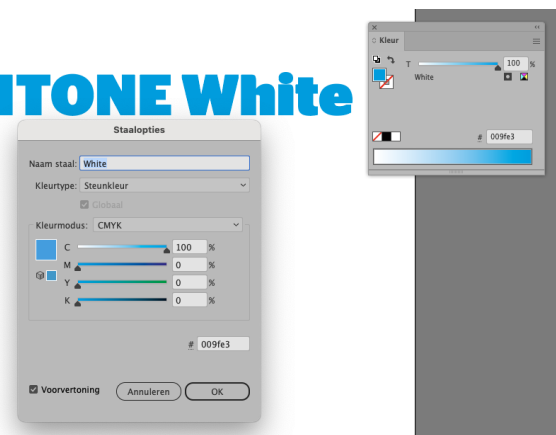 Kleur
T
100
%
White
# 009fe3
NTONE White
Staalopties
Naam staal: White
Kleurtype: Steunkleur
Globaal
Kleurmodus: CMYK
C 100 %
M 0 %
Y 0 %
K 0 %
# 009fe3
Voorvertoning
Annuleren
OK